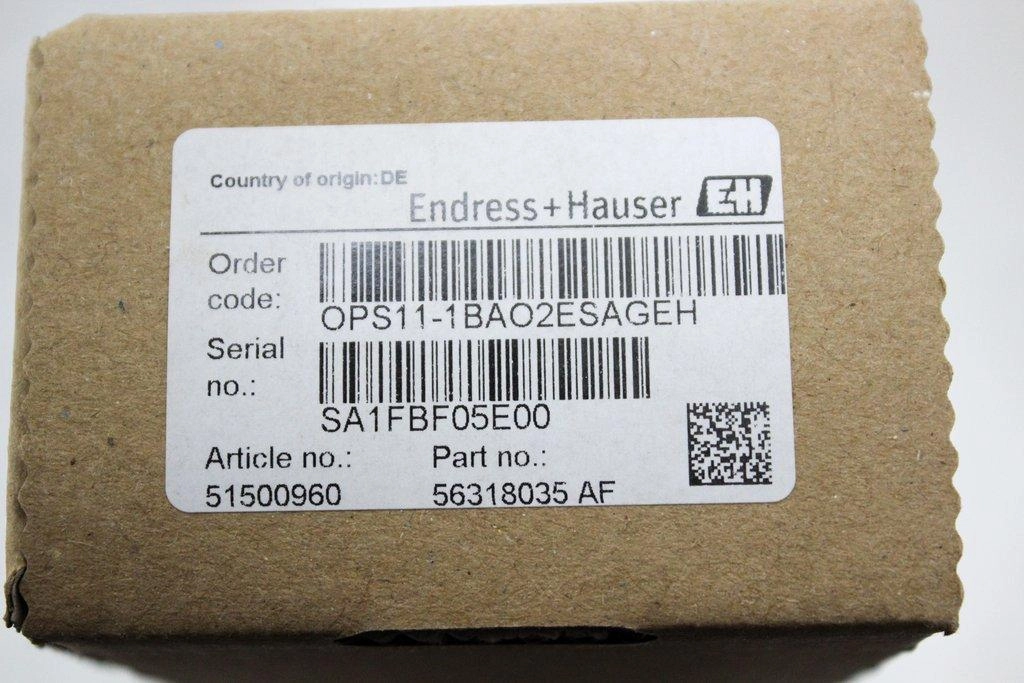 Country of origin:DE
Endress+Hauser EH
Order code: OPS11-1BAO2ESAGEH
Serial no.: SA1FBF05E00
Article no.: Part no.:
51500960 56318035 AF